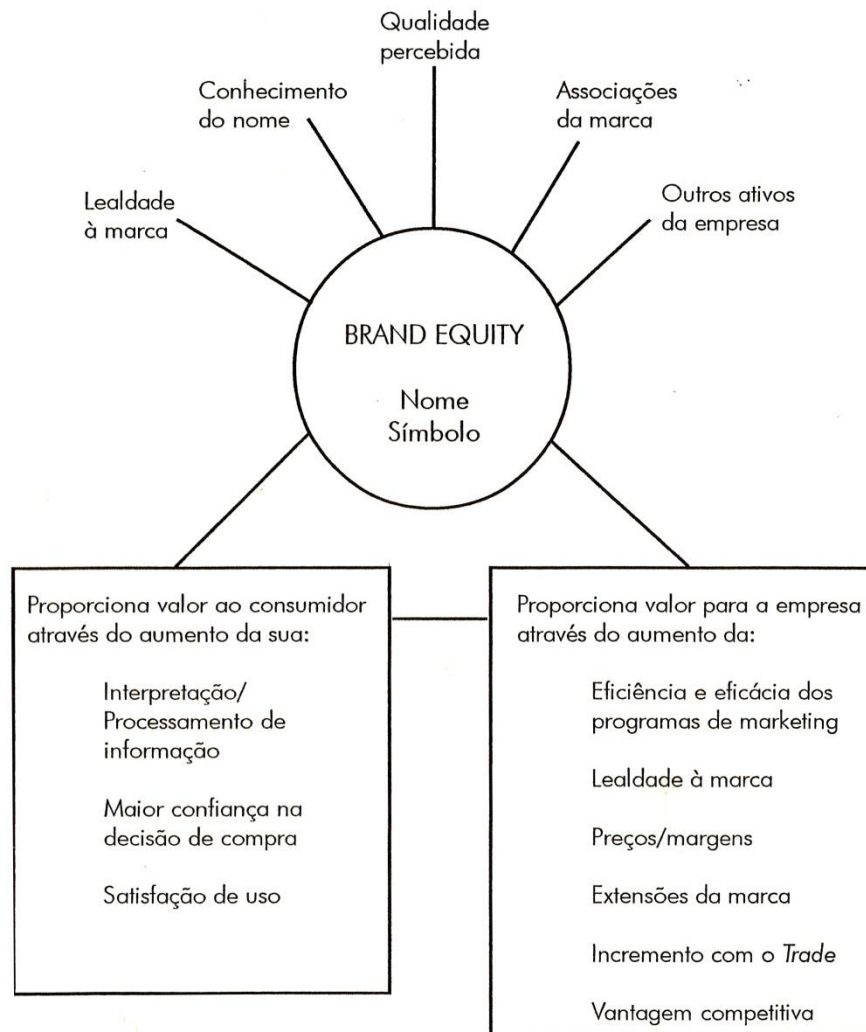 Qualidade
percebida
Conhecimento
do nome
Associações
da marca
Lealdade
à marca
Outros ativos
da empresa
BRAND EQUITY
Nome
Símbolo
Proporciona valor ao consumidor
através do aumento da sua:
Interpretação/
Processamento de
informação
Maior confiança na
decisão de compra
Satisfação de uso
Proporciona valor para a empresa
através do aumento da:
Eficiência e eficácia dos
programas de marketing
Lealdade à marca
Preços/margens
Extensões da marca
Incremento com o Trade
Vantagem competitiva